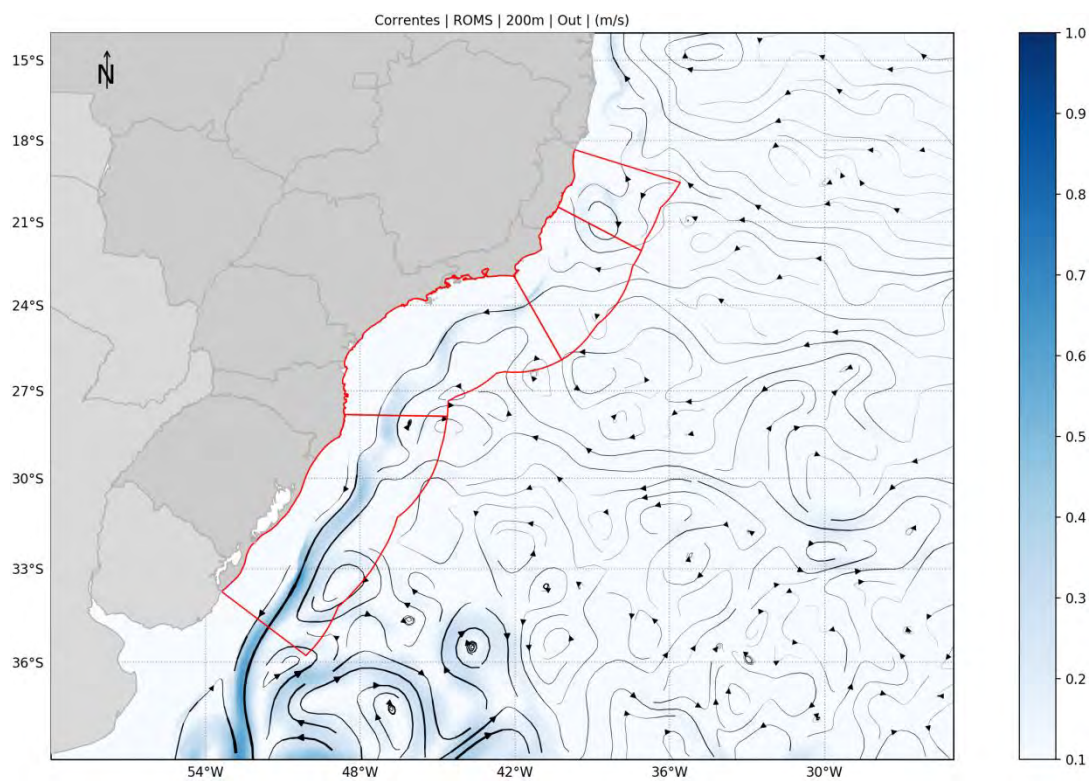 Correntes | ROMS | 200m | Out | (m/s)
N
15°S
18°S
21°S
24°S
27°S
30°S
33°S
36°S
54°W 48°W 42°W 36°W 30°W
1.0
0.9
0.8
0.7
0.6
0.5
0.4
0.3
0.2
0.1